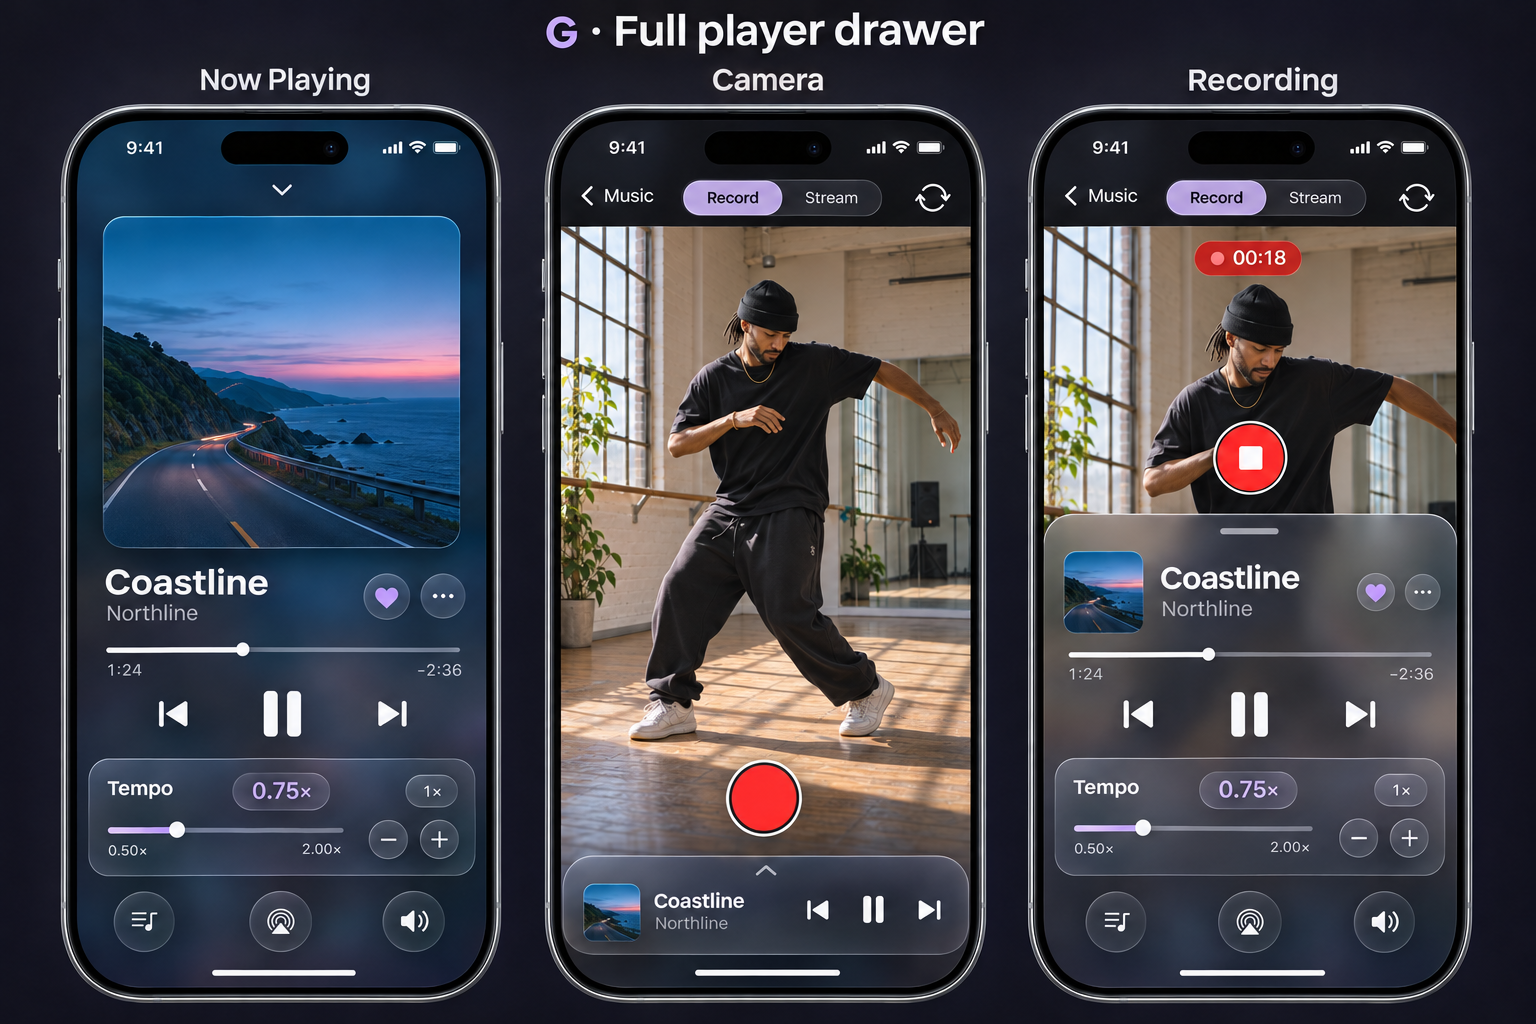 G · Full player drawer
Now Playing
9:41
Coastline
Northline
1:24
−2:36
Tempo
0.75×
1×
0.50×
2.00×
Camera
9:41
Music
Record
Stream
Coastline
Northline
Recording
9:41
Music
Record
Stream
00:18
Coastline
Northline
1:24
−2:36
Tempo
0.75×
1×
0.50×
2.00×